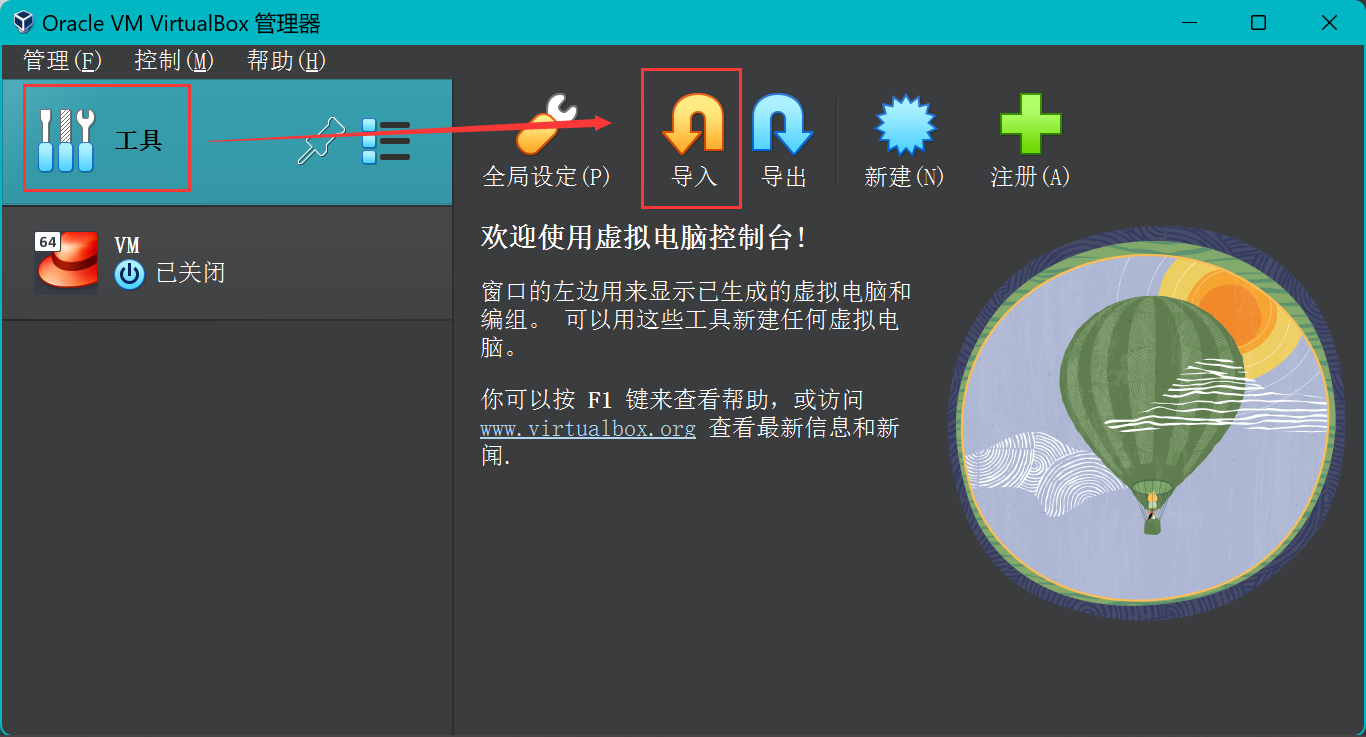 Oracle VM VirtualBox 管理器
管理(F) 控制(M) 帮助(H)
工具
全局设定(P) 导入 导出 新建(N) 注册(A)
64
VM
已关闭
欢迎使用虚拟电脑控制台!
窗口的左边用来显示已生成的虚拟电脑和
编组。 可以用这些工具新建任何虚拟电
脑。
你可以按 F1 键来查看帮助，或访问
www.virtualbox.org 查看最新信息和新
闻.